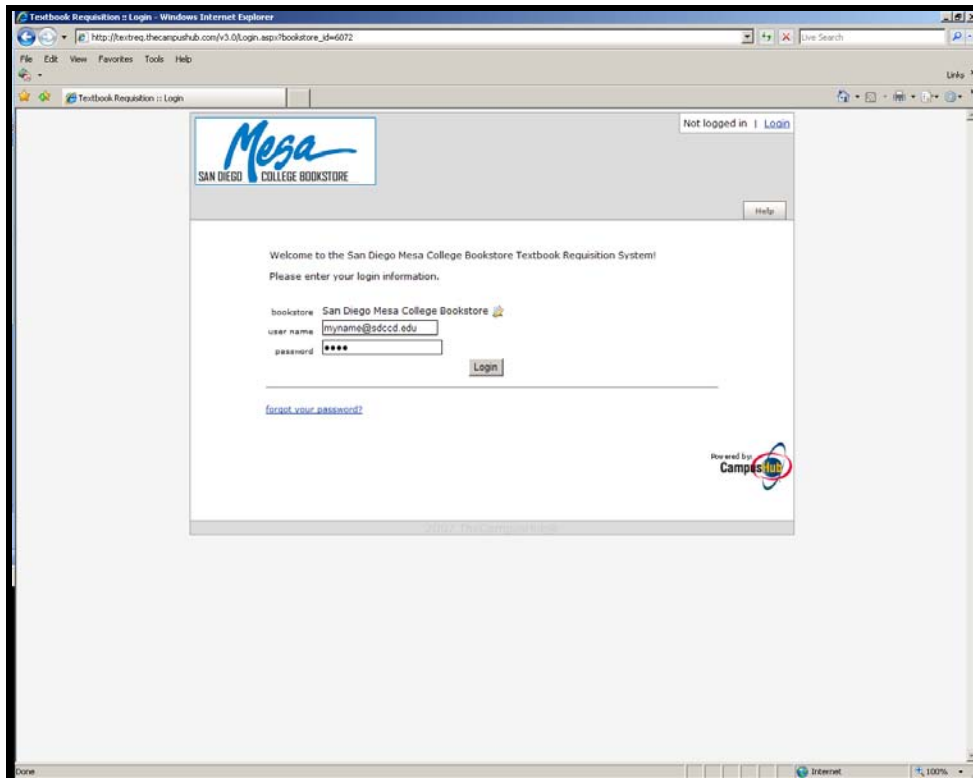 Textbook Requisition :: Login - Windows Internet Explorer
http://textreq.thecampushub.com/v3.0/Login.aspx?bookstore_id=6072
Live Search
File Edit View Favorites Tools Help
Links
Textbook Requisition :: Login
Mesa
SAN DIEGO COLLEGE BOOKSTORE
Not logged in | Login
Help
Welcome to the San Diego Mesa College Bookstore Textbook Requisition System!
Please enter your login information.
bookstore San Diego Mesa College Bookstore
user name myname@sdccd.edu
password ••••
Login
forgot your password?
Powered by:
CampusHub
2007
Done
Internet
100%